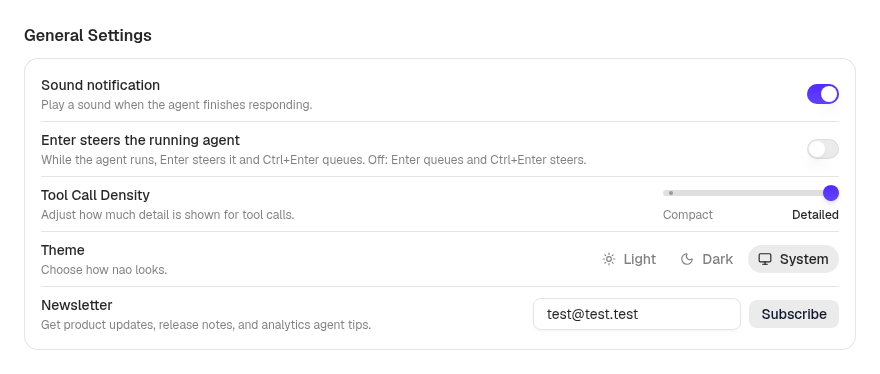 General Settings
Sound notification
Play a sound when the agent finishes responding.
Enter steers the running agent
While the agent runs, Enter steers it and Ctrl+Enter queues. Off: Enter queues and Ctrl+Enter steers.
Tool Call Density
Adjust how much detail is shown for tool calls.
Compact Detailed
Theme
Choose how nao looks.
Light Dark System
Newsletter
Get product updates, release notes, and analytics agent tips.
test@test.test Subscribe